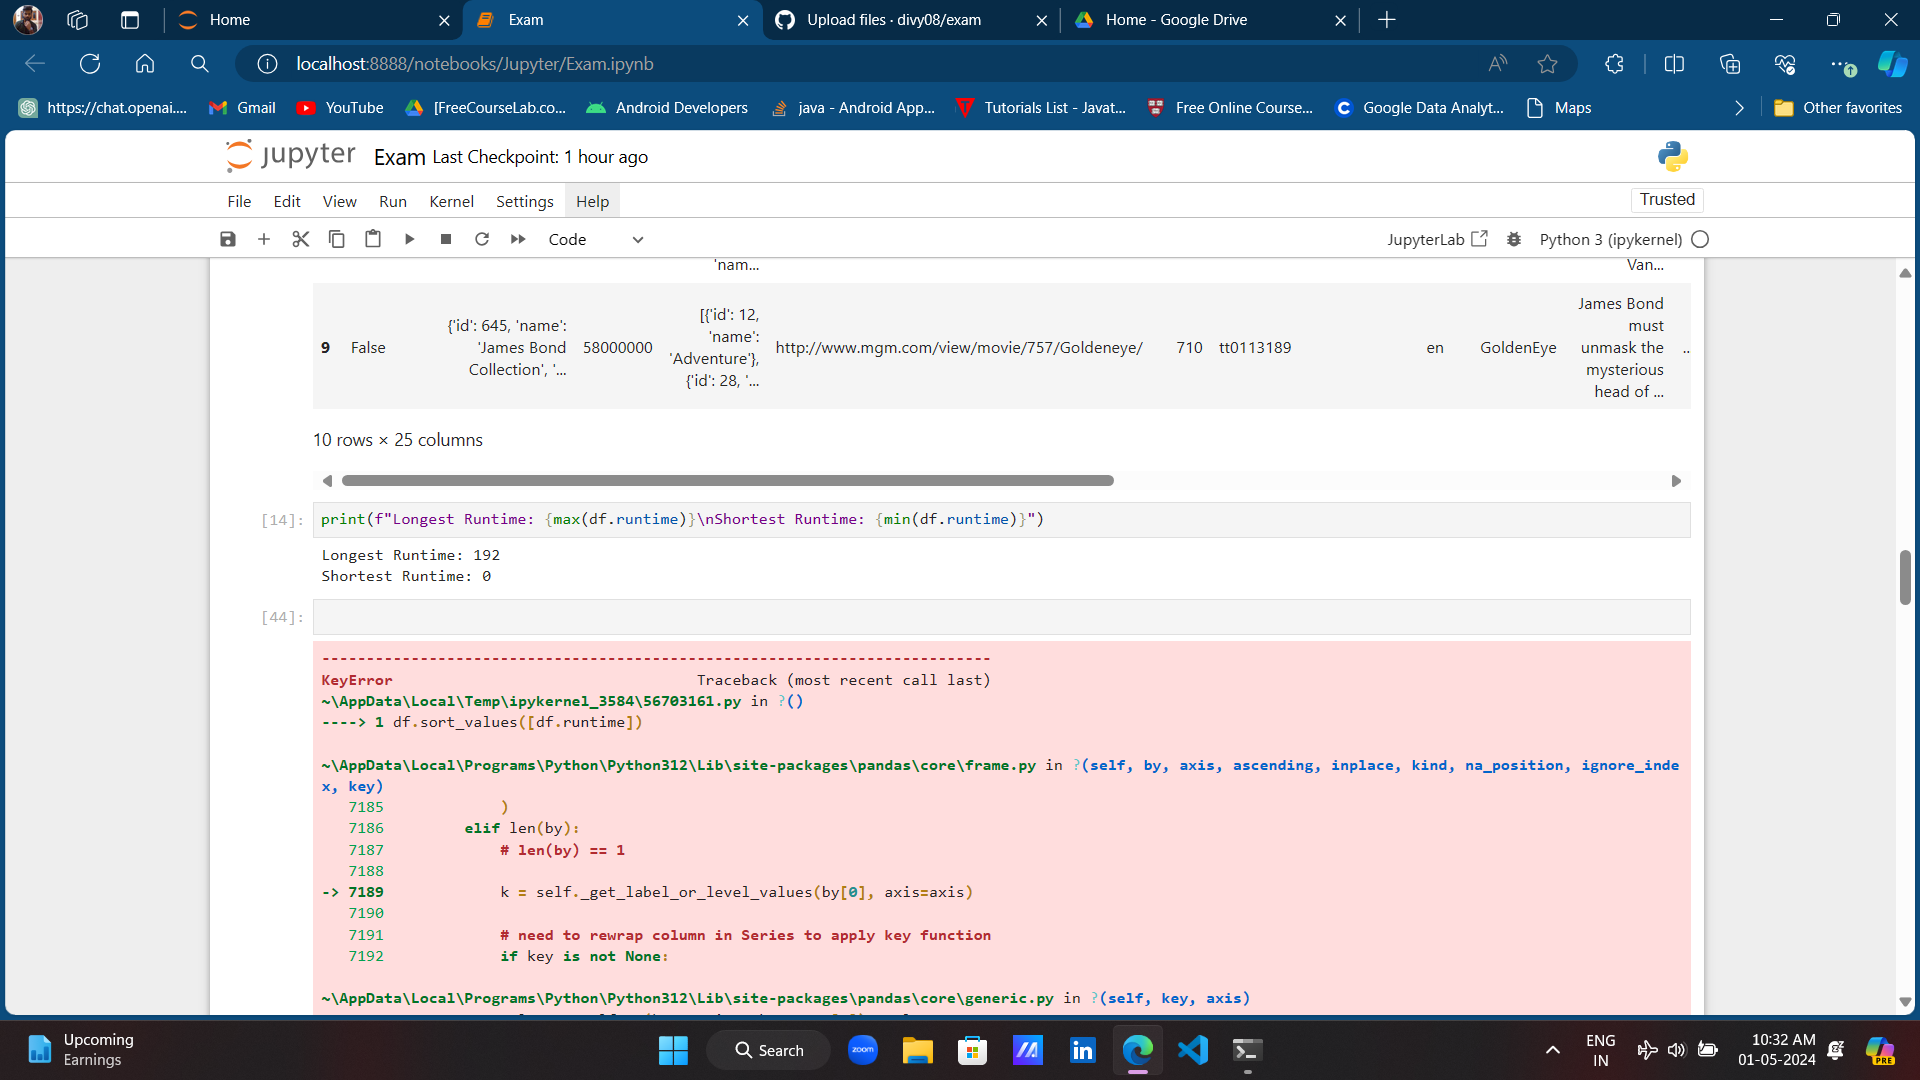 Home
Exam
Upload files · divy08/exam
Home - Google Drive
localhost:8888/notebooks/Jupyter/Exam.ipynb
https://chat.openai....
Gmail
YouTube
[FreeCourseLab.co...
Android Developers
java - Android App...
Tutorials List - Javat...
Free Online Course...
Google Data Analyt...
Maps
Other favorites
jupyter Exam Last Checkpoint: 1 hour ago
File Edit View Run Kernel Settings Help
Trusted
Code
JupyterLab
Python 3 (ipykernel)
'nam...
Van...
9 False
{'id': 645, 'name':
'James Bond
Collection', '...
58000000
[{'id': 12,
'name':
'Adventure'},
{'id': 28, '...
http://www.mgm.com/view/movie/757/Goldeneye/
710 tt0113189
en
GoldenEye
James Bond
must
unmask the
mysterious
head of ...
..
10 rows × 25 columns
[14]: print(f"Longest Runtime: {max(df.runtime)}\nShortest Runtime: {min(df.runtime)}")
Longest Runtime: 192
Shortest Runtime: 0
[44]:
---------------------------------------------------------------------------
KeyError Traceback (most recent call last)
~\AppData\Local\Temp\ipykernel_3584\56703161.py in ?()
----> 1 df.sort_values([df.runtime])
~\AppData\Local\Programs\Python\Python312\Lib\site-packages\pandas\core\frame.py in ?(self, by, axis, ascending, inplace, kind, na_position, ignore_inde
x, key)
7185 )
7186 elif len(by):
7187 # len(by) == 1
7188
-> 7189 k = self._get_label_or_level_values(by[0], axis=axis)
7190
7191 # need to rewrap column in Series to apply key function
7192 if key is not None:
~\AppData\Local\Programs\Python\Python312\Lib\site-packages\pandas\core\generic.py in ?(self, key, axis)
Upcoming
Earnings
Search
zoom
ENG
IN
10:32 AM
01-05-2024
PRE